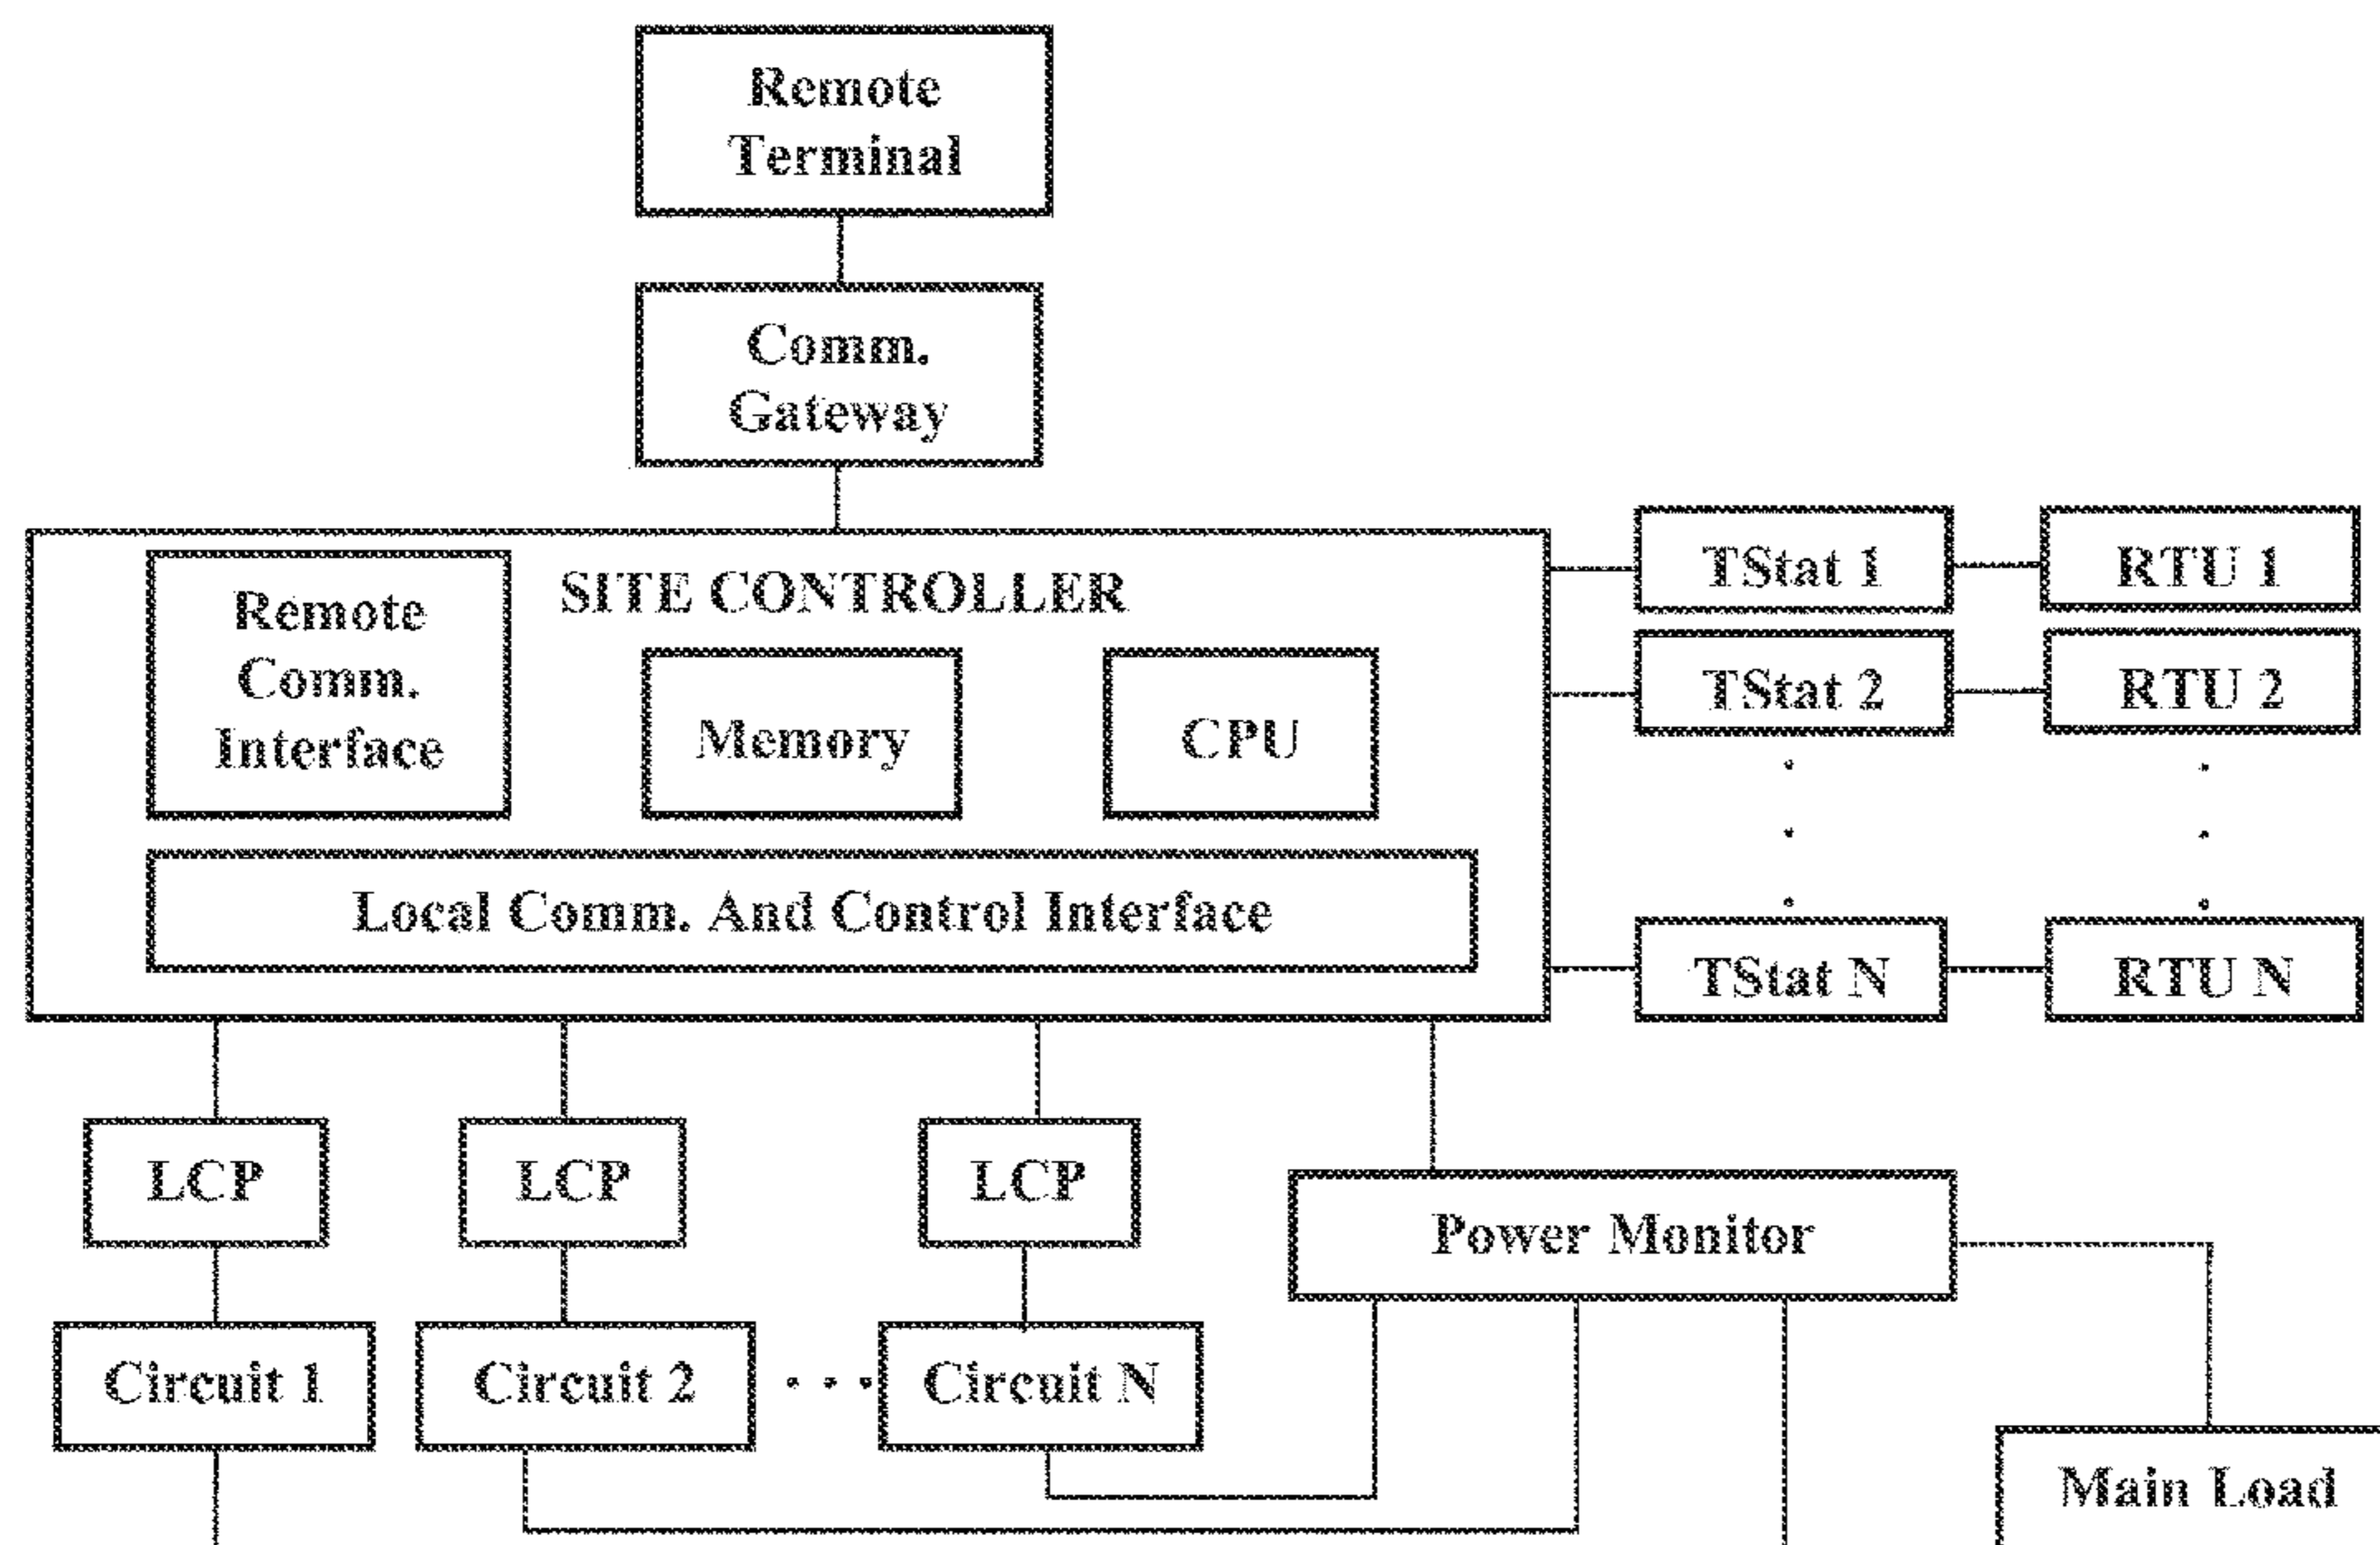 Remote
Terminal
Comm.
Gateway
SITE CONTROLLER
Remote
Comm.
Interface
Memory
CPU
Local Comm. And Control Interface
TStat 1
RTU 1
TStat 2
RTU 2
TStat N
RTU N
LCP
LCP
LCP
Power Monitor
Circuit 1
Circuit 2
Circuit N
Main Load